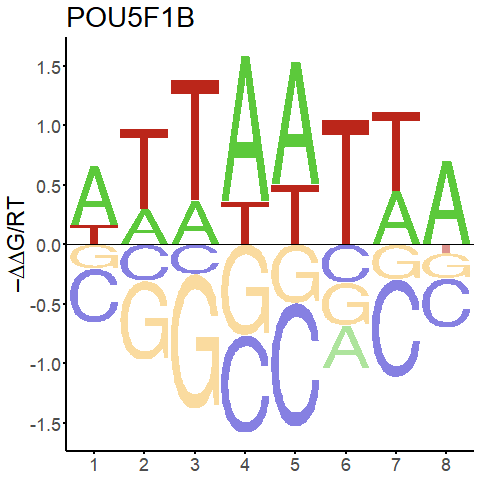 POU5F1B
1.5
1.0
0.5
0.0
-0.5
-1.0
-1.5
−ΔΔG/RT
A T T A A T T A
T A A T T A
G C C G G C G T
C G G C C G C G
A C
1 2 3 4 5 6 7 8